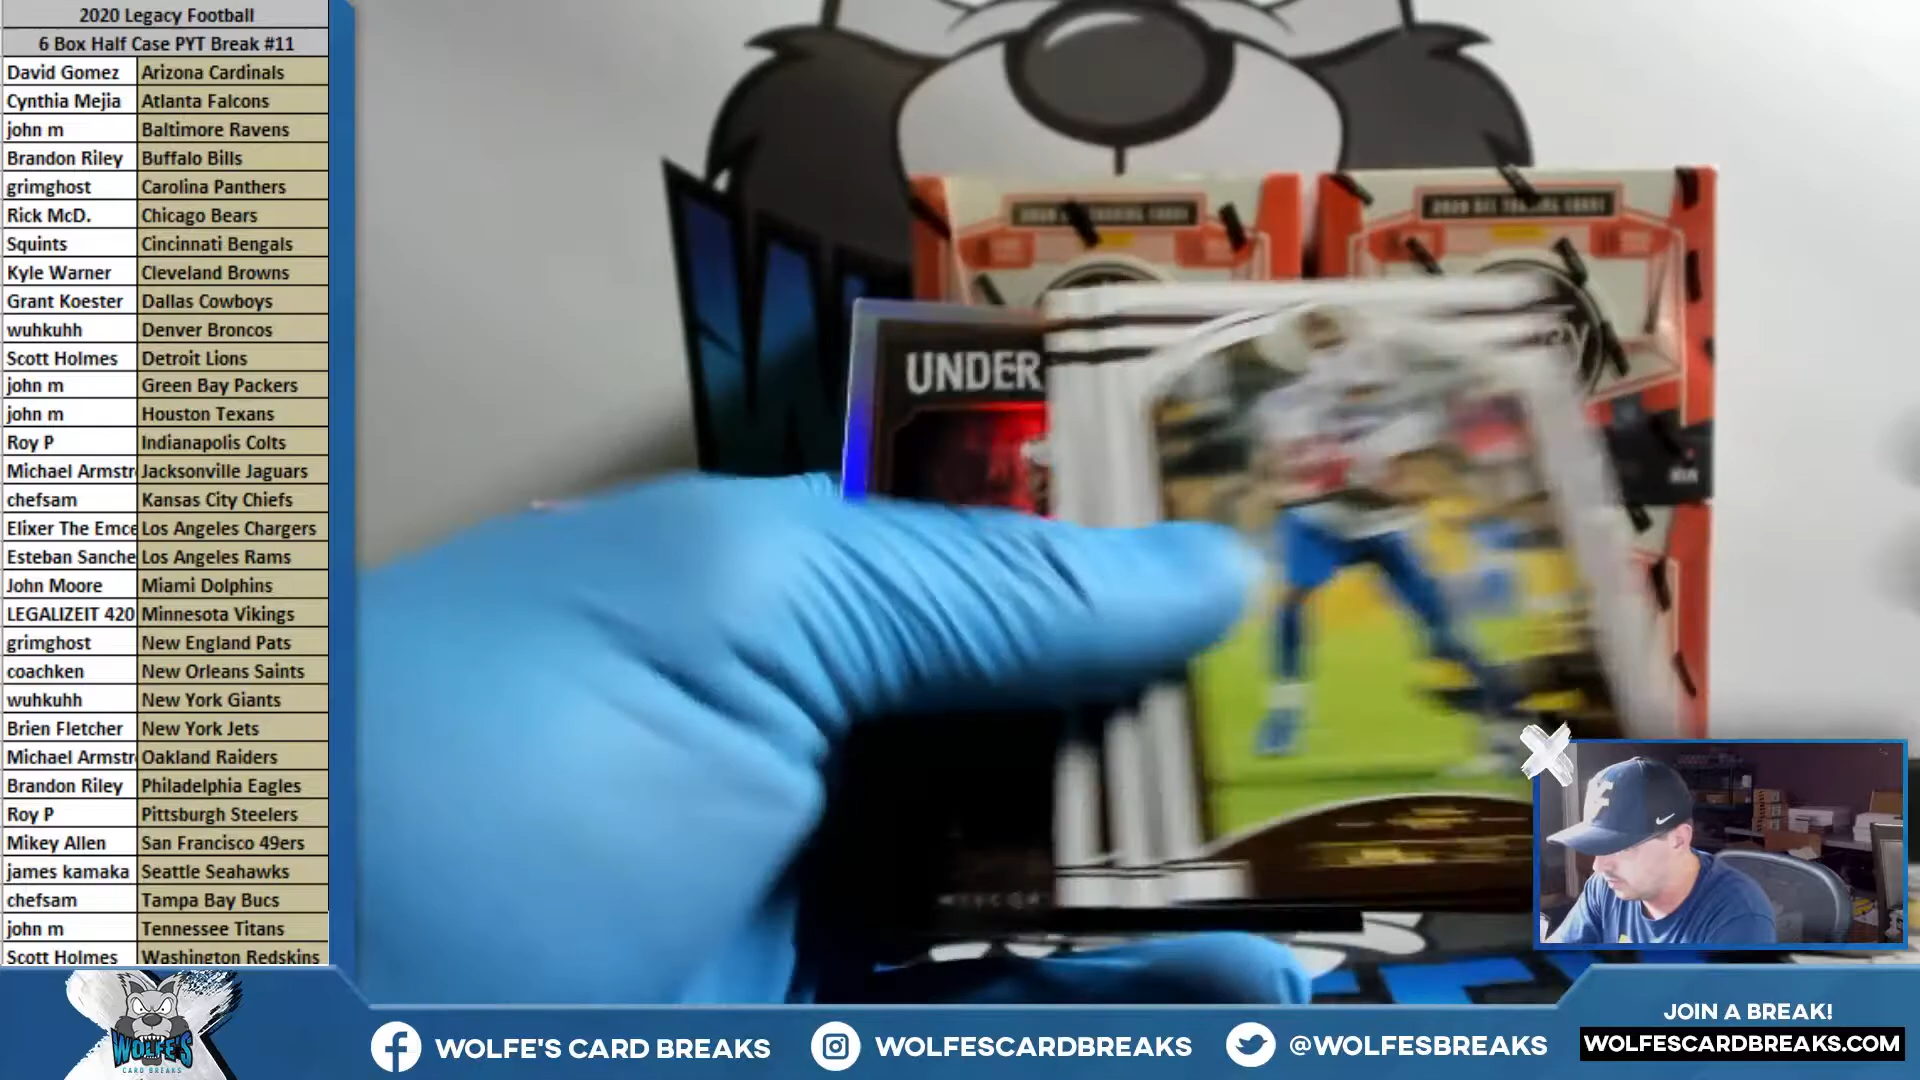 2020 Legacy Football
6 Box Half Case PYT Break #11
David Gomez Arizona Cardinals
Cynthia Mejia Atlanta Falcons
john m Baltimore Ravens
Brandon Riley Buffalo Bills
grimghost Carolina Panthers
Rick McD. Chicago Bears
Squints Cincinnati Bengals
Kyle Warner Cleveland Browns
Grant Koester Dallas Cowboys
wuhkuhh Denver Broncos
Scott Holmes Detroit Lions
john m Green Bay Packers
john m Houston Texans
Roy P Indianapolis Colts
Michael Armstr Jacksonville Jaguars
chefsam Kansas City Chiefs
Elixer The Emce Los Angeles Chargers
Esteban Sanche Los Angeles Rams
John Moore Miami Dolphins
LEGALIZEIT 420 Minnesota Vikings
grimghost New England Pats
coachken New Orleans Saints
wuhkuhh New York Giants
Brien Fletcher New York Jets
Michael Armstr Oakland Raiders
Brandon Riley Philadelphia Eagles
Roy P Pittsburgh Steelers
Mikey Allen San Francisco 49ers
james kamaka Seattle Seahawks
chefsam Tampa Bay Bucs
john m Tennessee Titans
Scott Holmes Washington Redskins
UNDER
WOLFE'S
CARD BREAKS
WOLFE'S CARD BREAKS
WOLFESCARDBREAKS
@WOLFESBREAKS
JOIN A BREAK!
WOLFESCARDBREAKS.COM